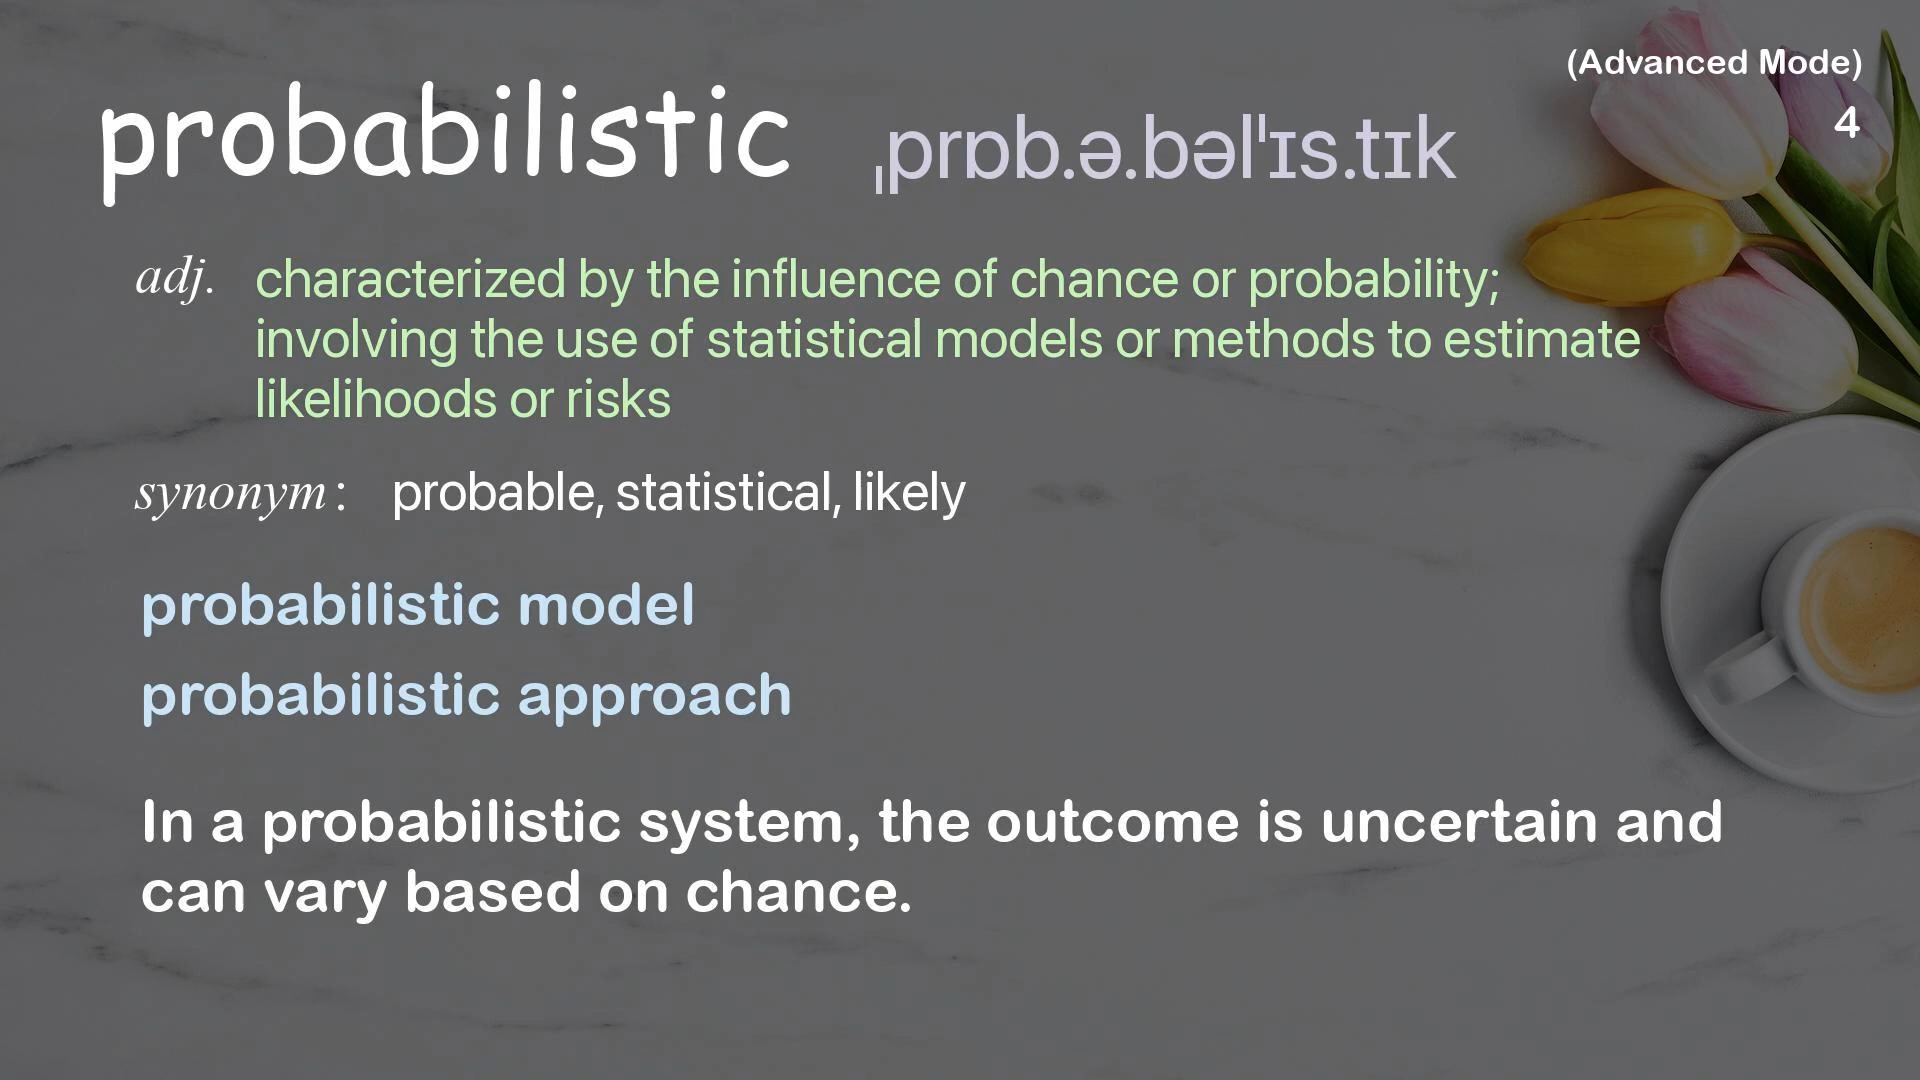 (Advanced Mode)
4
probabilistic ˌprɒb.ə.bəlˈɪs.tɪk
adj. characterized by the influence of chance or probability;
involving the use of statistical models or methods to estimate
likelihoods or risks
synonym: probable, statistical, likely
probabilistic model
probabilistic approach
In a probabilistic system, the outcome is uncertain and
can vary based on chance.